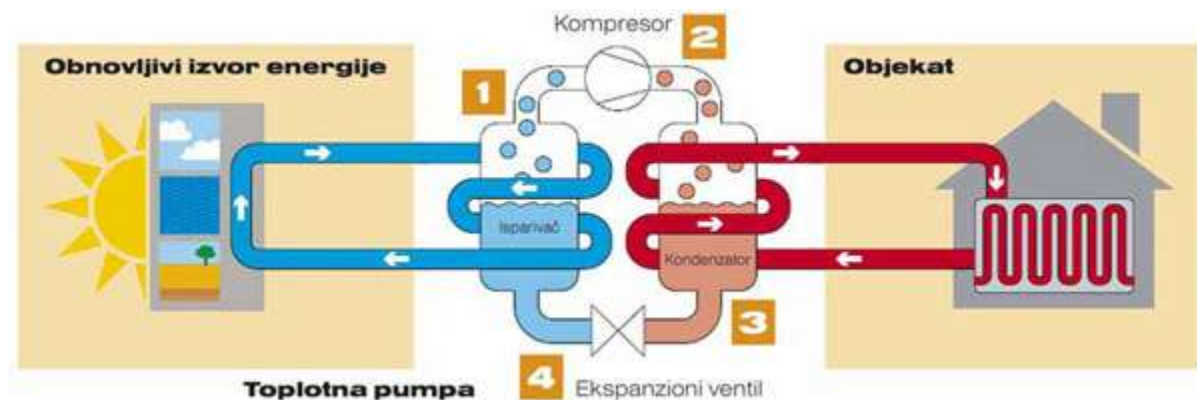 Kompresor
2
Obnovljivi izvor energije
1
Objekat
Isparivač
Kondenzator
3
4
Ekspanzioni ventil
Toplotna pumpa